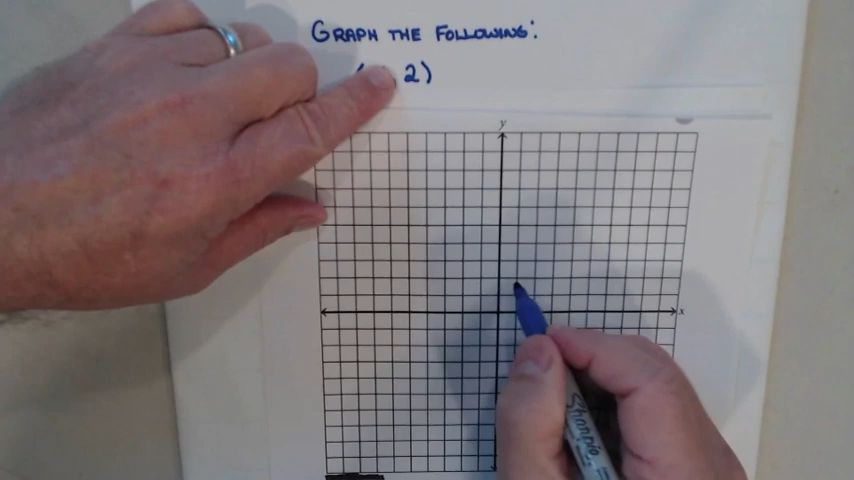 GRAPH THE FOLLOWING:
( , 2)
y
x
Sharpie